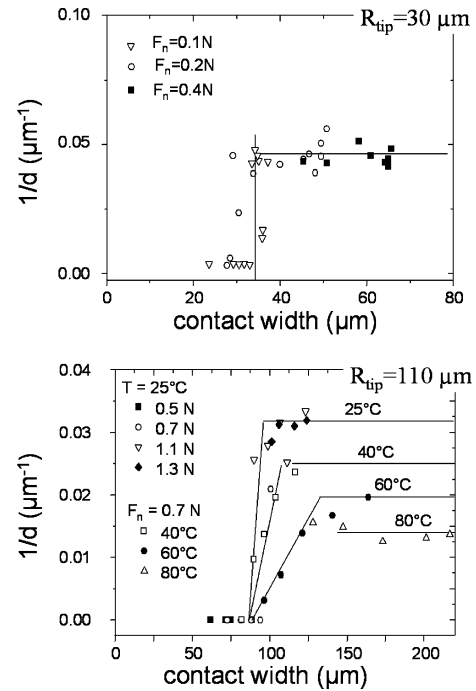 R_tip=30 µm
0.10
F_n=0.1N
F_n=0.2N
F_n=0.4N
0.05
0.00
1/d (µm⁻¹)
0 20 40 60 80
contact width (µm)
R_tip=110 µm
0.04
T = 25°C
0.5 N
0.7 N
1.1 N
1.3 N
25°C
0.03
40°C
0.02
60°C
F_n = 0.7 N
40°C
60°C
80°C
80°C
0.01
0.00
1/d (µm⁻¹)
0 50 100 125 150 175 200
contact width (µm)